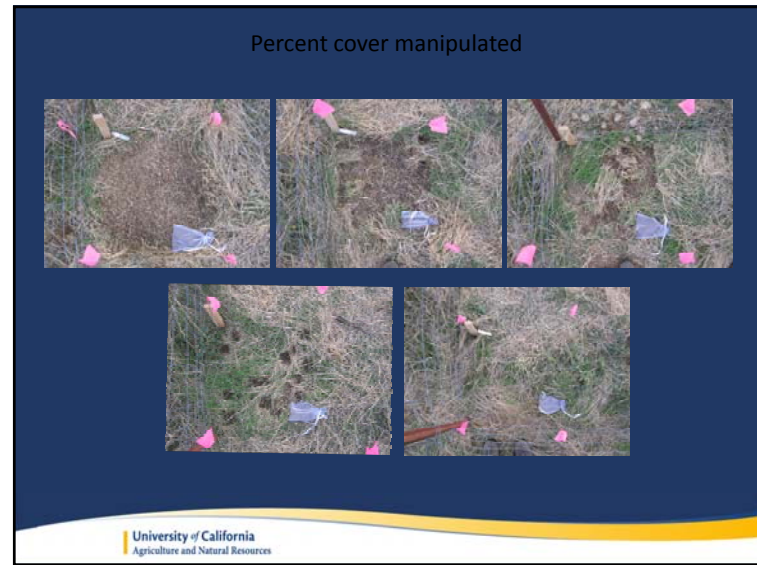 Percent cover manipulated
University of California
Agriculture and Natural Resources